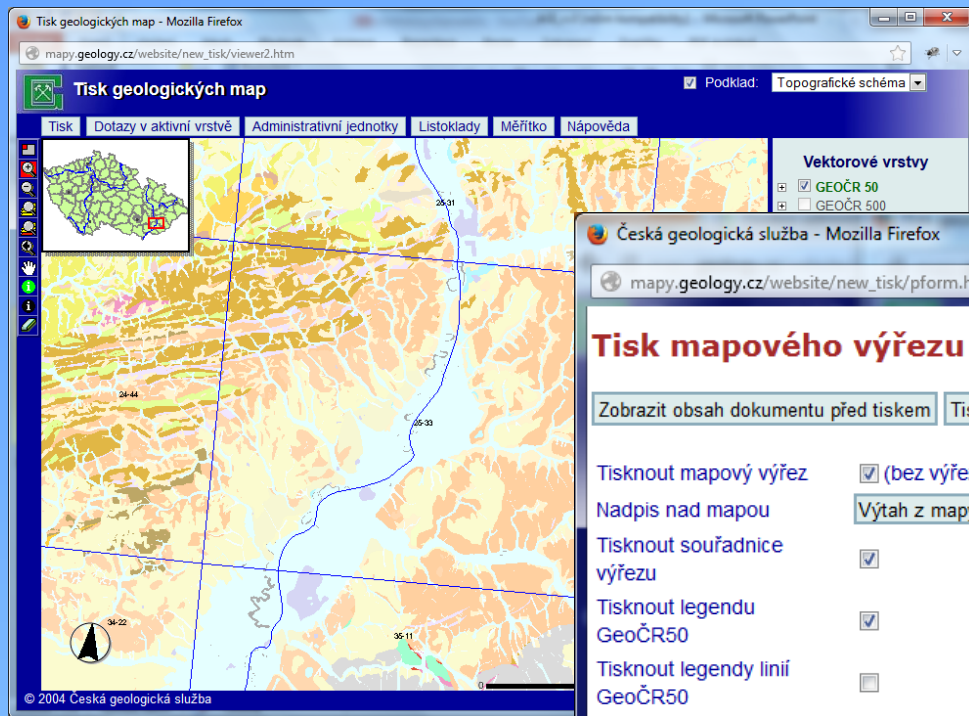 Tisk geologických map - Mozilla Firefox
mapy.geology.cz/website/new_tisk/viewer2.htm
Tisk geologických map
Podklad: Topografické schéma
Tisk Dotazy v aktivní vrstvě Administrativní jednotky Listoklady Měřítko Nápověda
Vektorové vrstvy
GEOČR 50
GEOČR 500
25-31
24-44
25-33
34-22
35-11
0
© 2004 Česká geologická služba
Česká geologická služba - Mozilla Firefox
mapy.geology.cz/website/new_tisk/pform.h
Tisk mapového výřezu
Zobrazit obsah dokumentu před tiskem Tis
Tisknout mapový výřez (bez výře
Nadpis nad mapou Výtah z mapy
Tisknout souřadnice
výřezu
Tisknout legendu
GeoČR50
Tisknout legendy linií
GeoČR50